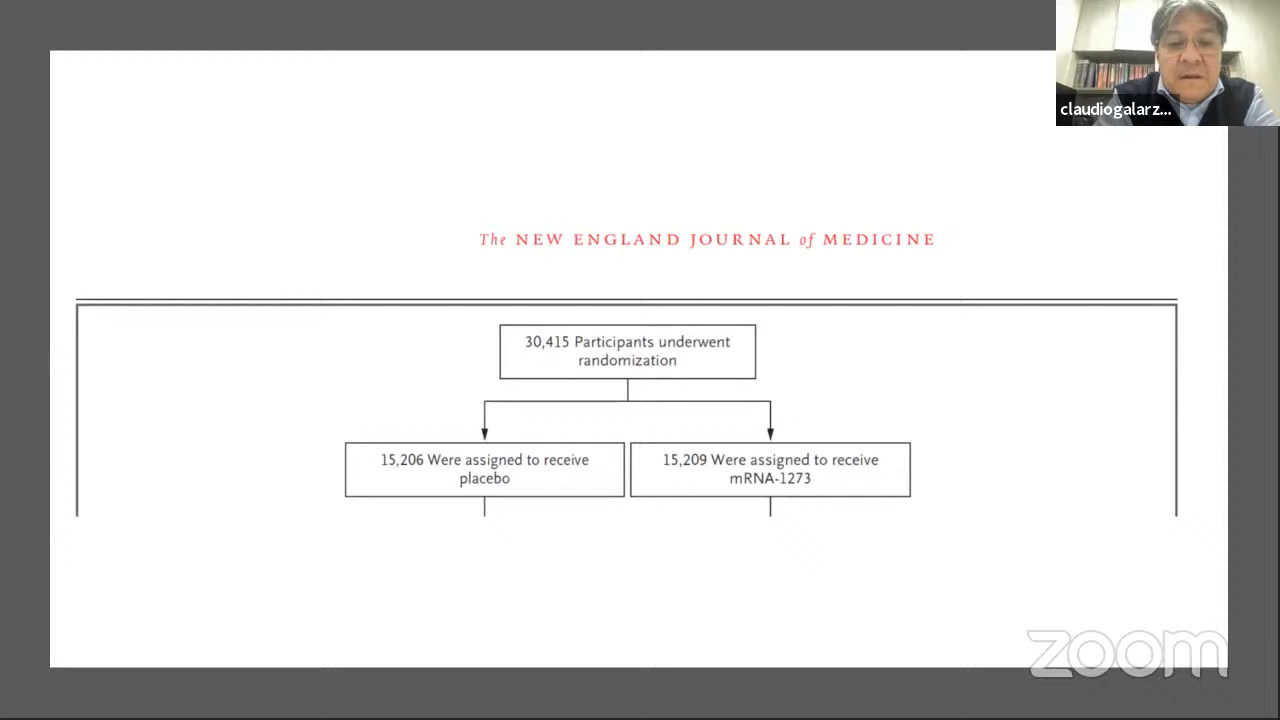 claudiogalarz...
The NEW ENGLAND JOURNAL of MEDICINE
30,415 Participants underwent
randomization
15,206 Were assigned to receive
placebo
15,209 Were assigned to receive
mRNA-1273
zoom